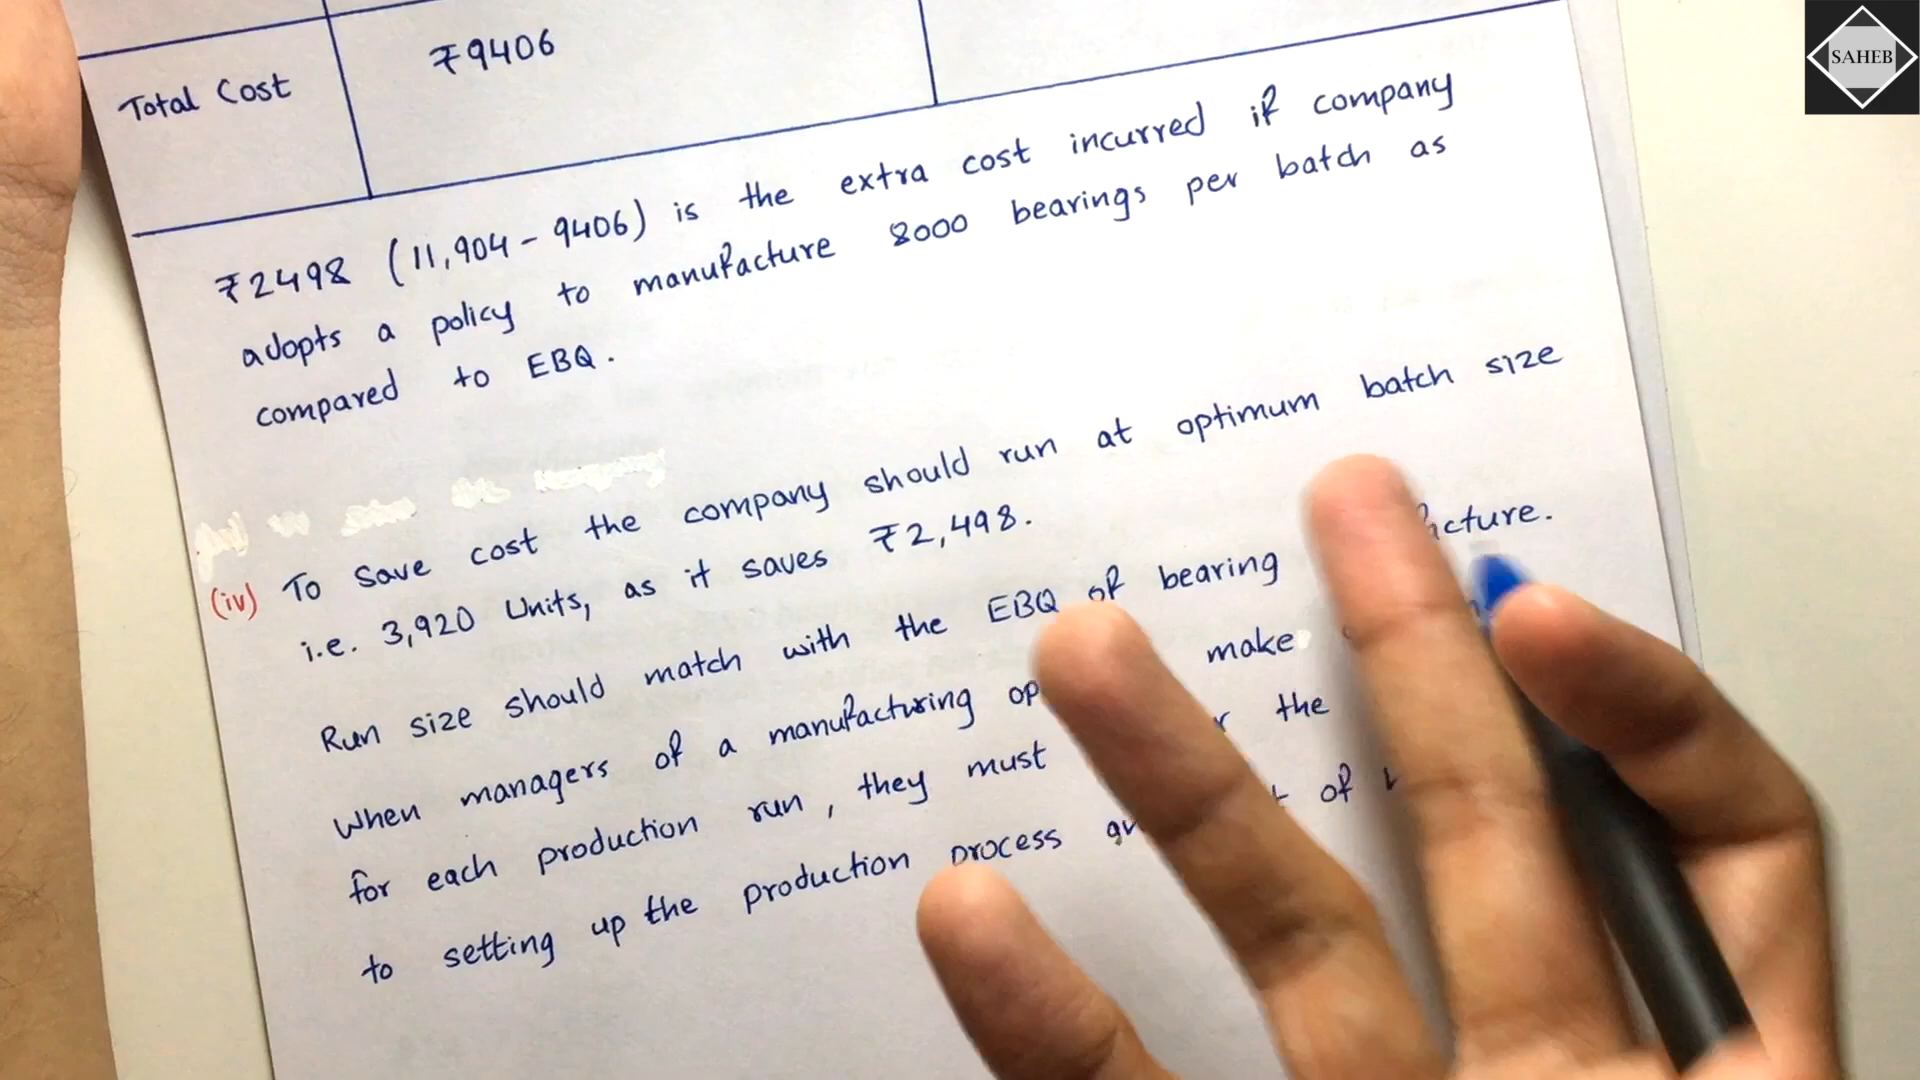 SAHEB
Total Cost ₹9406
₹2498 (11,904 - 9406) is the extra cost incurred if company
adopts a policy to manufacture 8000 bearings per batch as
compared to EBQ.
(iv) To save cost the company should run at optimum batch size
i.e. 3,920 Units, as it saves ₹2,498.
Run size should match with the EBQ of bearing
When managers of a manufacturing make
for each production run, they must the
to setting up the production process of